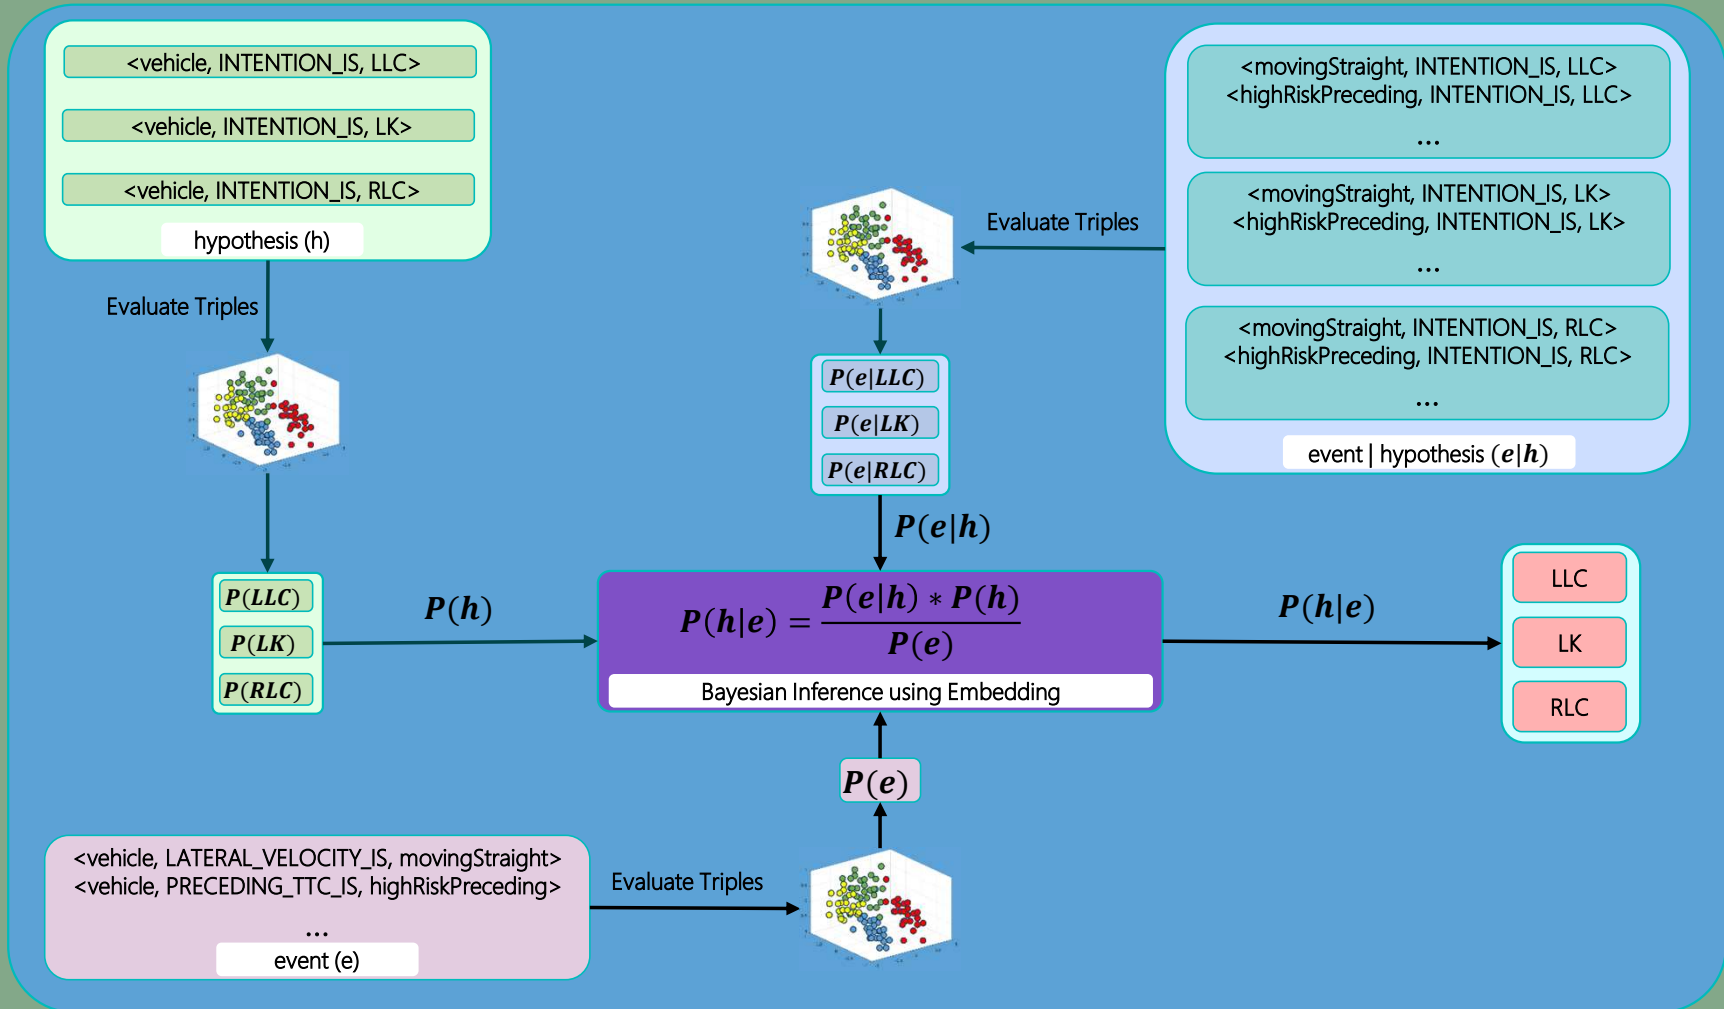 <vehicle, INTENTION_IS, LLC>
<vehicle, INTENTION_IS, LK>
<vehicle, INTENTION_IS, RLC>
hypothesis (h)
Evaluate Triples
P(LLC)
P(LK)
P(RLC)
P(h)
<movingStraight, INTENTION_IS, LLC>
<highRiskPreceding, INTENTION_IS, LLC>
...
<movingStraight, INTENTION_IS, LK>
<highRiskPreceding, INTENTION_IS, LK>
...
<movingStraight, INTENTION_IS, RLC>
<highRiskPreceding, INTENTION_IS, RLC>
...
event | hypothesis (e|h)
Evaluate Triples
P(e|LLC)
P(e|LK)
P(e|RLC)
P(e|h)
P(h|e) = P(e|h) * P(h) / P(e)
Bayesian Inference using Embedding
P(h|e)
LLC
LK
RLC
P(e)
<vehicle, LATERAL_VELOCITY_IS, movingStraight>
<vehicle, PRECEDING_TTC_IS, highRiskPreceding>
...
event (e)
Evaluate Triples